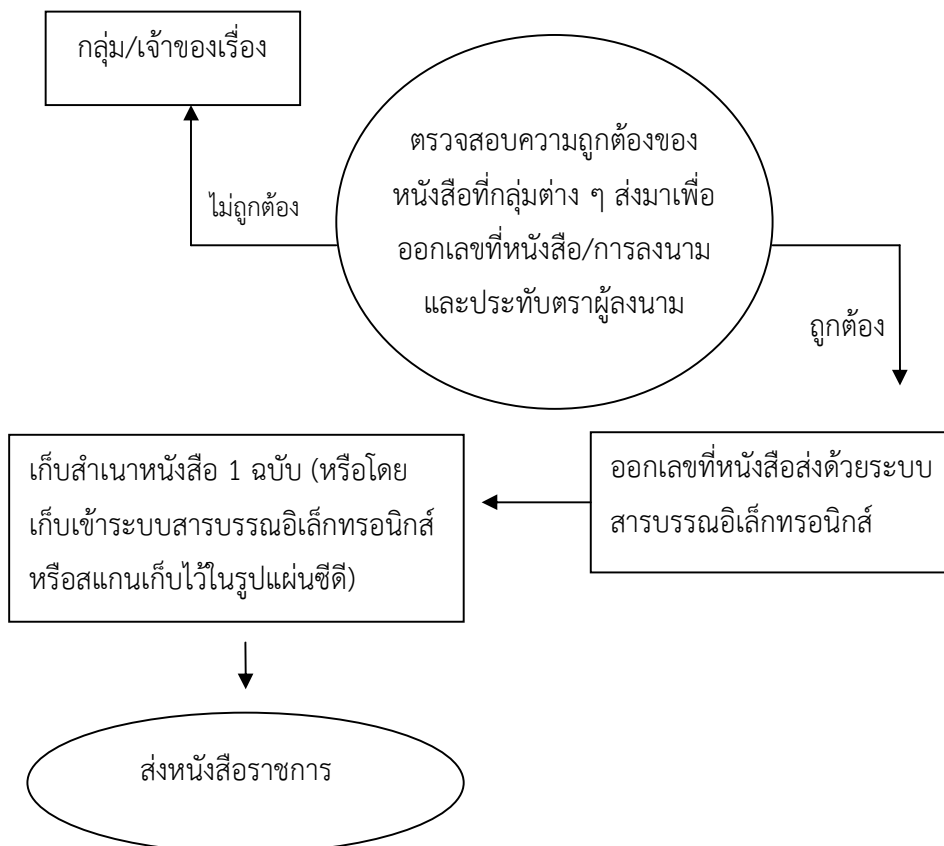 กลุ่ม/เจ้าของเรื่อง
ตรวจสอบความถูกต้องของ
หนังสือที่กลุ่มต่าง ๆ ส่งมาเพื่อ
ออกเลขที่หนังสือ/การลงนาม
และประทับตราผู้ลงนาม
ไม่ถูกต้อง
ถูกต้อง
ออกเลขที่หนังสือส่งด้วยระบบ
สารบรรณอิเล็กทรอนิกส์
เก็บสำเนาหนังสือ 1 ฉบับ (หรือโดย
เก็บเข้าระบบสารบรรณอิเล็กทรอนิกส์
หรือสแกนเก็บไว้ในรูปแผ่นซีดี)
ส่งหนังสือราชการ